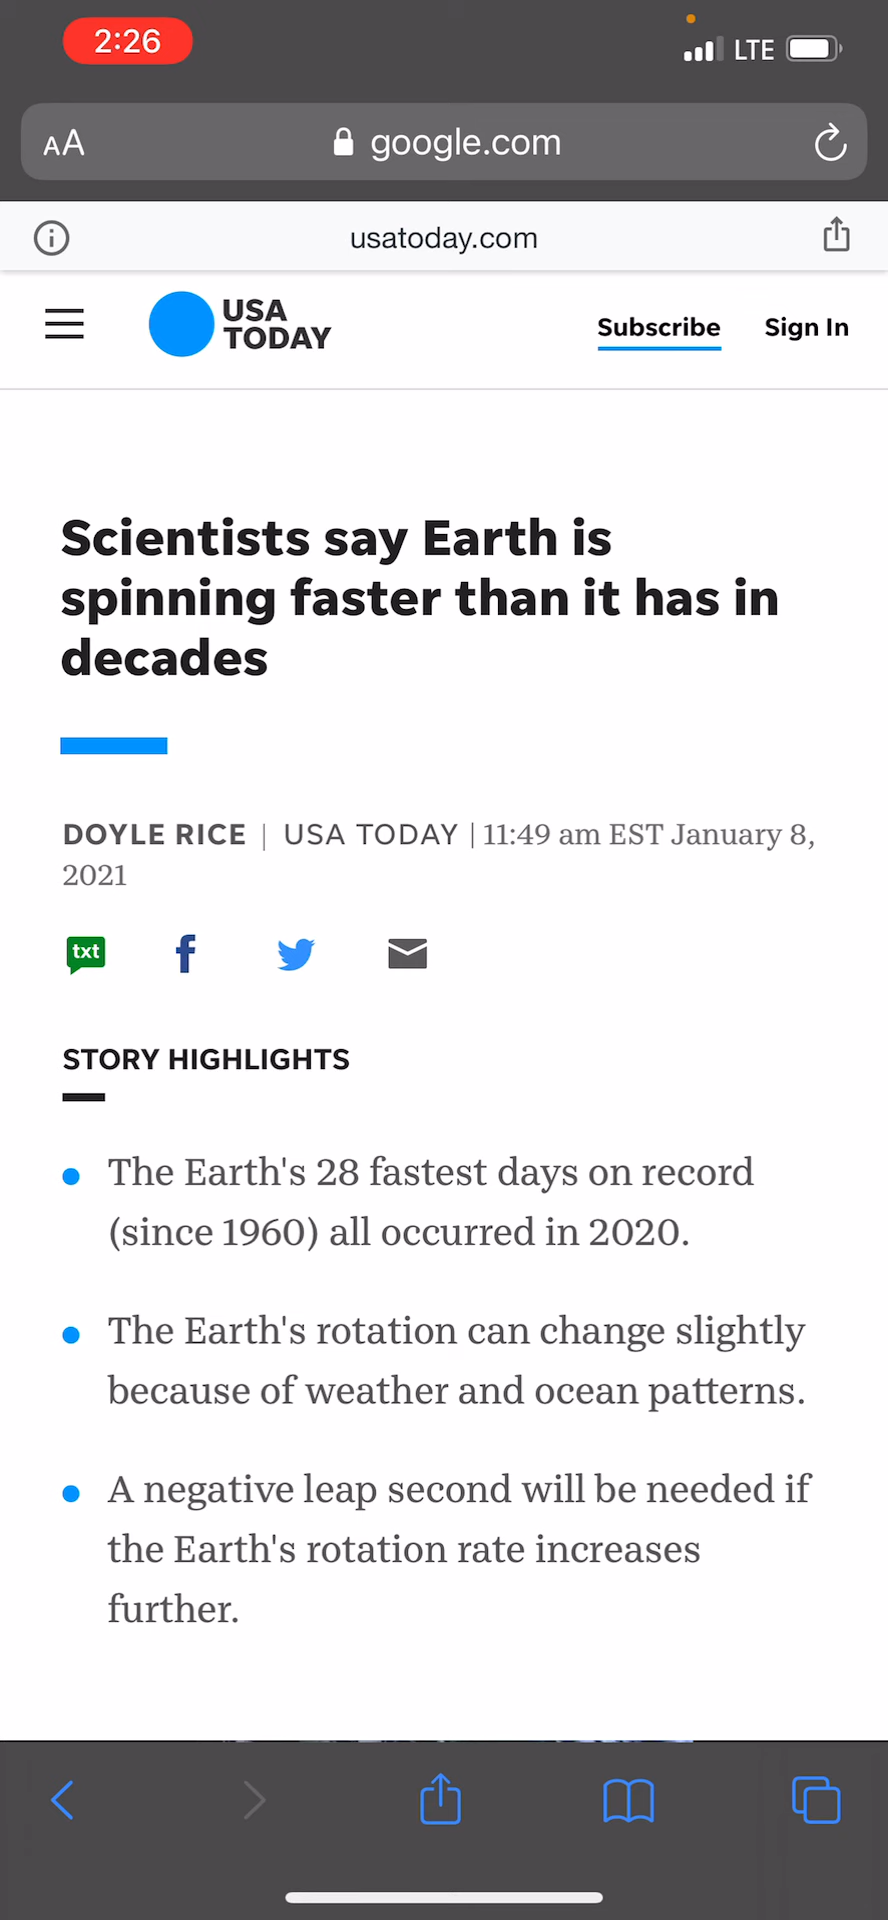 2:26
LTE
AA
google.com
usatoday.com
USA
TODAY
Subscribe
Sign In
Scientists say Earth is
spinning faster than it has in
decades
DOYLE RICE | USA TODAY | 11:49 am EST January 8,
2021
txt
STORY HIGHLIGHTS
The Earth's 28 fastest days on record
(since 1960) all occurred in 2020.
The Earth's rotation can change slightly
because of weather and ocean patterns.
A negative leap second will be needed if
the Earth's rotation rate increases
further.